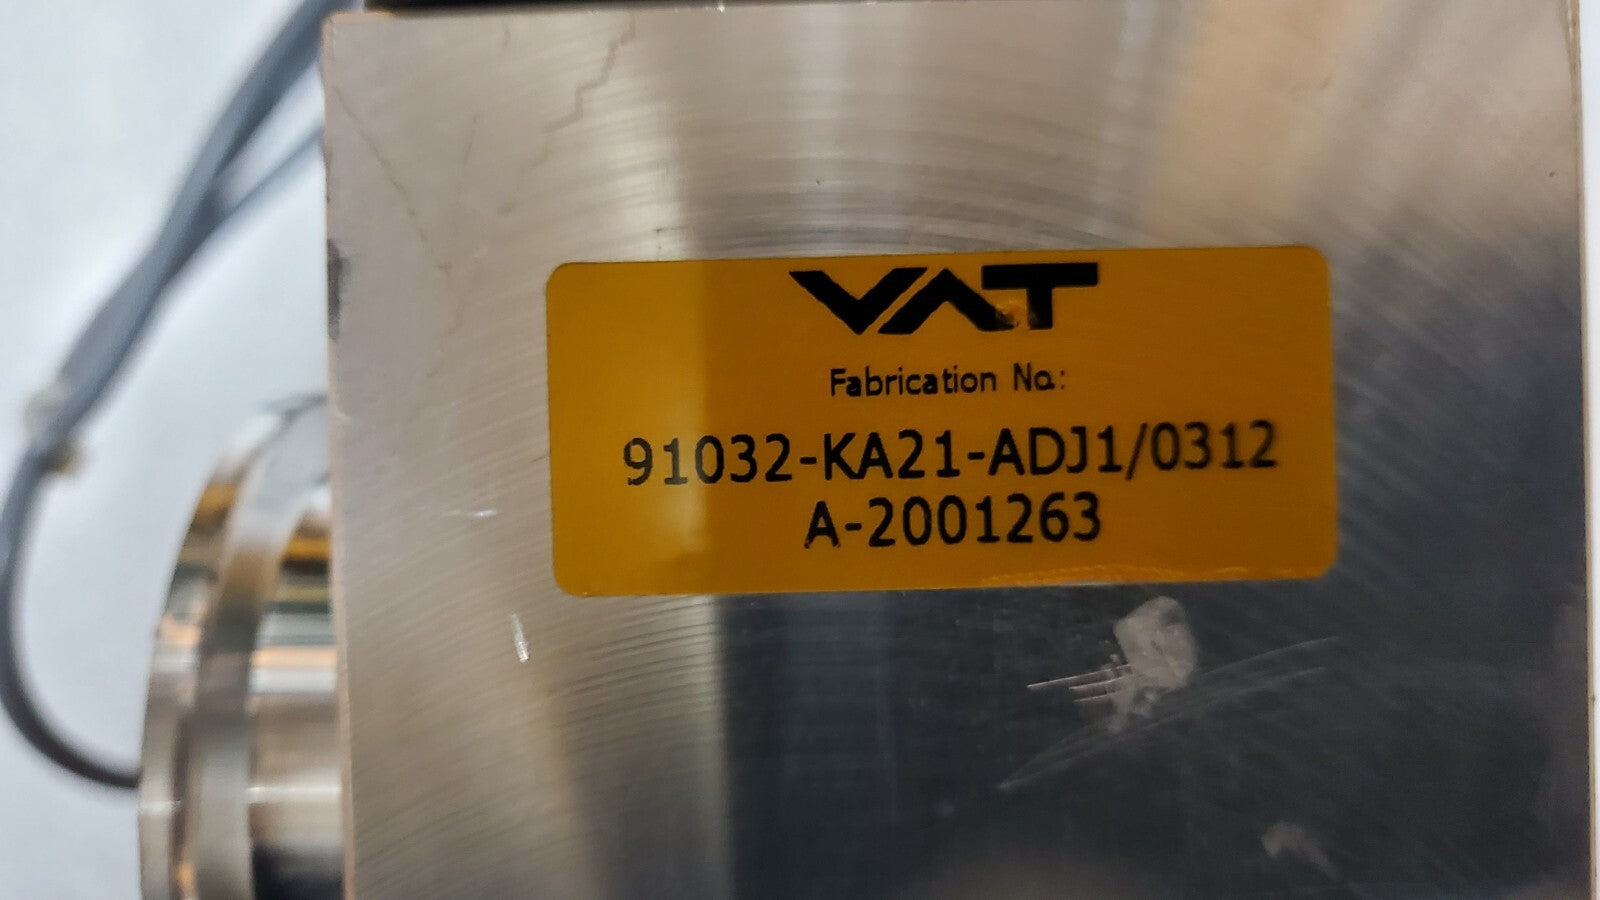 VAT
Fabrication No.:
91032-KA21-ADJ1/0312
A-2001263